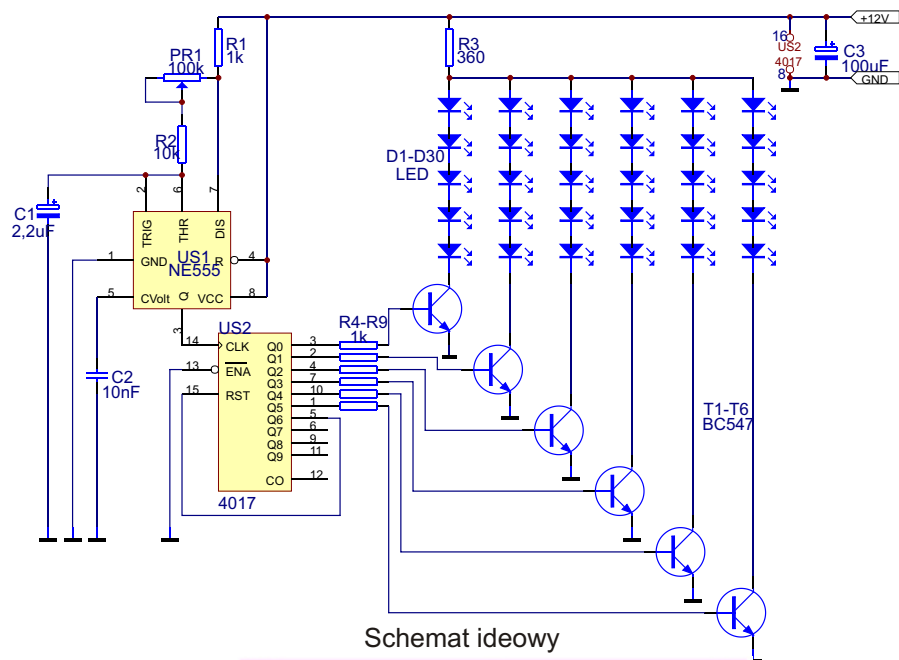 +12V
GND
16
US2
4017
8
C3
100uF
R1
1k
PR1
100k
R3
360
R2
10k
D1-D30
LED
C1
2,2uF
2
6
7
TRIG
THR
DIS
1
GND
US1
NE555
R
4
5
CVolt
Q
VCC
8
3
C2
10nF
US2
14
CLK
13
ENA
15
RST
Q0
3
Q1
2
Q2
4
Q3
7
Q4
10
Q5
1
Q6
5
Q7
6
Q8
9
Q9
11
CO
12
4017
R4-R9
1k
T1-T6
BC547
Schemat ideowy